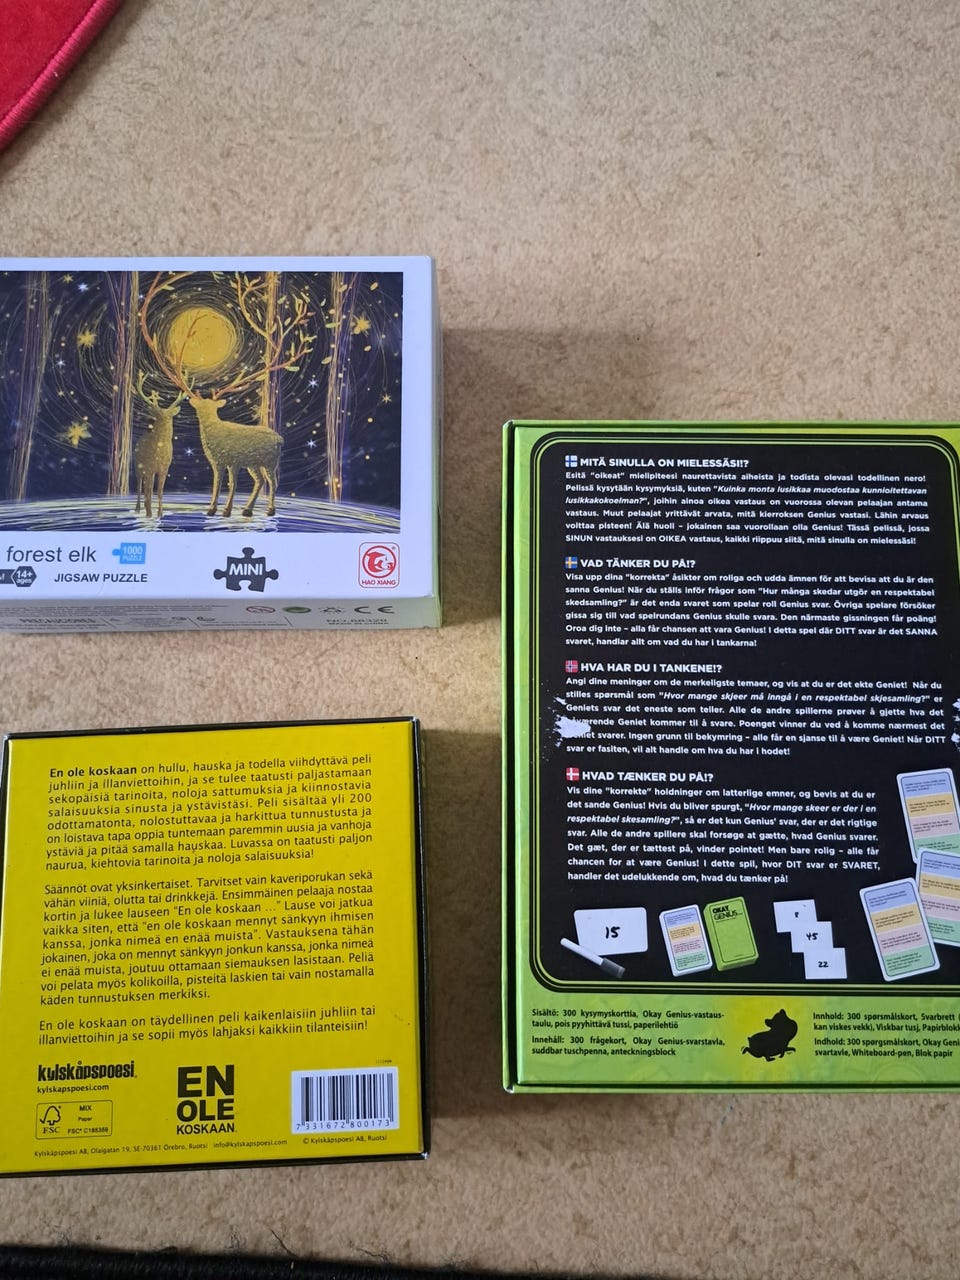 forest elk
1000
PUZZLE
14+
ages
JIGSAW PUZZLE
MINI
HAO XIANG
CE
NO.88329
MADE IN CHINA
En ole koskaan on hullu, hauska ja todella viihdyttävä peli
juhliin ja illanviettoihin, ja se tulee taatusti paljastamaan
sekopäisiä tarinoita, noloja sattumuksia ja kiinnostavia
salaisuuksia sinusta ja ystävistäsi. Peli sisältää yli 200
odottamatonta, nolostuttavaa ja harkittua tunnustusta ja
on loistava tapa oppia tuntemaan paremmin uusia ja vanhoja
ystäviä ja pitää samalla hauskaa. Luvassa on taatusti paljon
naurua, kiehtovia tarinoita ja noloja salaisuuksia!
Säännöt ovat yksinkertaiset. Tarvitset vain kaveriporukan sekä
vähän viiniä, olutta tai drinkkejä. Ensimmäinen pelaaja nostaa
kortin ja lukee lauseen "En ole koskaan ..." Lause voi jatkua
vaikka siten, että "en ole koskaan mennyt sänkyyn ihmisen
kanssa, jonka nimeä en enää muista". Vastauksena tähän
jokainen, joka on mennyt sänkyyn jonkun kanssa, jonka nimeä
ei enää muista, joutuu ottamaan siemauksen lasistaan. Peliä
voi pelata myös kolikoilla, pisteitä laskien tai vain nostamalla
käden tunnustuksen merkiksi.
En ole koskaan on täydellinen peli kaikenlaisiin juhliin tai
illanviettoihin ja se sopii myös lahjaksi kaikkiin tilanteisiin!
kylskåpspoesi
kylskapspoesi.com
FSC
MIX
Paper
FSC® C185359
EN
OLE
KOSKAAN
7 331672 800173
Kylskåpspoesi AB, Olaigatan 19, SE-70361 Örebro, Ruotsi info@kylskapspoesi.com © Kylskåpspoesi AB, Ruotsi
MITÄ SINULLA ON MIELESSÄSI!?
Esitä "oikeat" mielipiteesi naurettavista aiheista ja todista olevasi todellinen nero!
Pelissä kysytään kysymyksiä, kuten "Kuinka monta lusikkaa muodostaa kunnioitettavan
lusikkakokoelman?", joihin ainoa oikea vastaus on vuorossa olevan pelaajan antama
vastaus. Muut pelaajat yrittävät arvata, mitä kierroksen Genius vastasi. Lähin arvaus
voittaa pisteen! Älä huoli – jokainen saa vuorollaan olla Genius! Tässä pelissä, jossa
SINUN vastauksesi on OIKEA vastaus, kaikki riippuu siitä, mitä sinulla on mielessäsi!
VAD TÄNKER DU PÅ!?
Visa upp dina "korrekta" åsikter om roliga och udda ämnen för att bevisa att du är den
sanna Genius! När du ställs inför frågor som "Hur många skedar utgör en respektabel
skedsamling?" är det enda svaret som spelar roll Genius svar. Övriga spelare försöker
gissa sig till vad spelrundans Genius skulle svara. Den närmaste gissningen får poäng!
Oroa dig inte – alla får chansen att vara Genius! I detta spel där DITT svar är det SANNA
svaret, handlar allt om vad du har i tankarna!
HVA HAR DU I TANKENE!?
Angi dine meninger om de merkeligste temaer, og vis at du er det ekte Geniet! Når du
stilles spørsmål som "Hvor mange skjeer må inngå i en respektabel skjesamling?" er
Geniets svar det eneste som teller. Alle de andre spillerne prøver å gjette hva det
Geniet kommer til å svare. Poenget vinner du ved å komme nærmest det
svarer. Ingen grunn til bekymring – alle får en sjanse til å være Geniet! Når DITT
svar er fasiten, vil alt handle om hva du har i hodet!
HVAD TÆNKER DU PÅ!?
Vis dine "korrekte" holdninger om latterlige emner, og bevis at du er
det sande Genius! Hvis du bliver spurgt, "Hvor mange skeer er der i en
respektabel skesamling?", så er det kun Genius' svar, der er det rigtige
svar. Alle de andre spillere skal forsøge at gætte, hvad Genius svarer.
Det gæt, der er tættest på, vinder pointet! Men bare rolig – alle får
chancen for at være Genius! I dette spil, hvor DIT svar er SVARET,
handler det udelukkende om, hvad du tænker på!
15
OKAY
GENIUS
8
45
22
Sisältö: 300 kysymyskorttia, Okay Genius-vastaus-
taulu, pois pyyhittävä tussi, paperilehtiö
Innehåll: 300 frågekort, Okay Genius-svarstavla,
suddbar tuschpenna, anteckningsblock
Innhold: 300 spørsmålskort, Svarbrett
kan viskes vekk), Viskbar tusj, Papirblokk
Indhold: 300 spørgsmålskort, Okay
svartavle, Whiteboard-pen, Blok papir